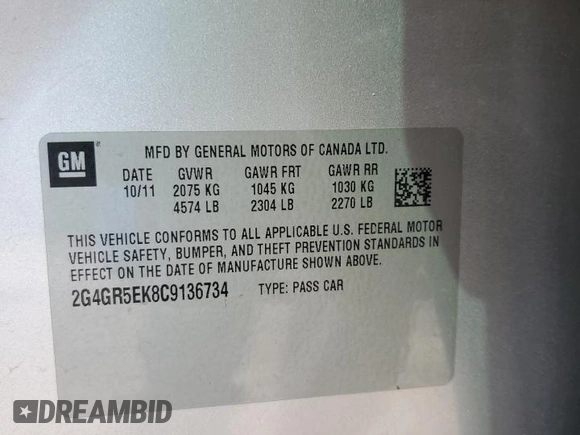 GM
MFD BY GENERAL MOTORS OF CANADA LTD.
DATE GVWR GAWR FRT GAWR RR
10/11 2075 KG 1045 KG 1030 KG
4574 LB 2304 LB 2270 LB
THIS VEHICLE CONFORMS TO ALL APPLICABLE U.S. FEDERAL MOTOR
VEHICLE SAFETY, BUMPER, AND THEFT PREVENTION STANDARDS IN
EFFECT ON THE DATE OF MANUFACTURE SHOWN ABOVE.
2G4GR5EK8C9136734 TYPE: PASS CAR
DREAMBID